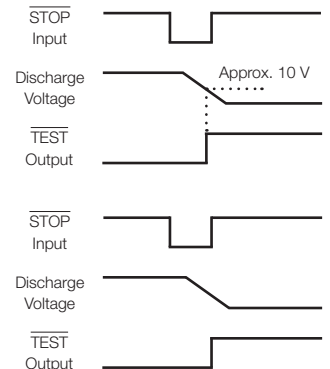 STOP
Input
Discharge
Voltage
Approx. 10 V
TEST
Output
STOP
Input
Discharge
Voltage
TEST
Output